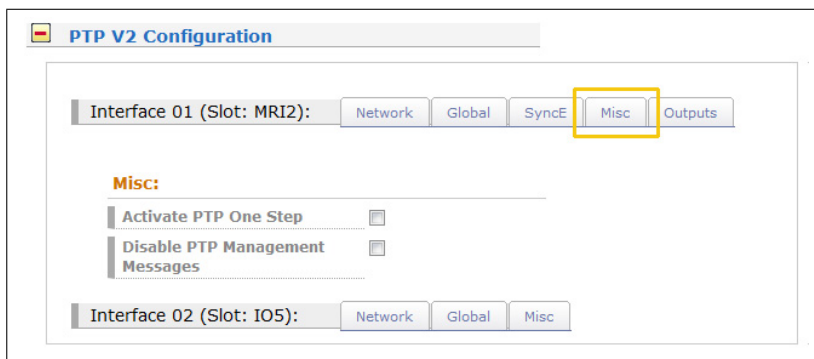 PTP V2 Configuration
Interface 01 (Slot: MRI2): Network Global SyncE Misc Outputs
Misc:
Activate PTP One Step
Disable PTP Management
Messages
Interface 02 (Slot: IO5): Network Global Misc